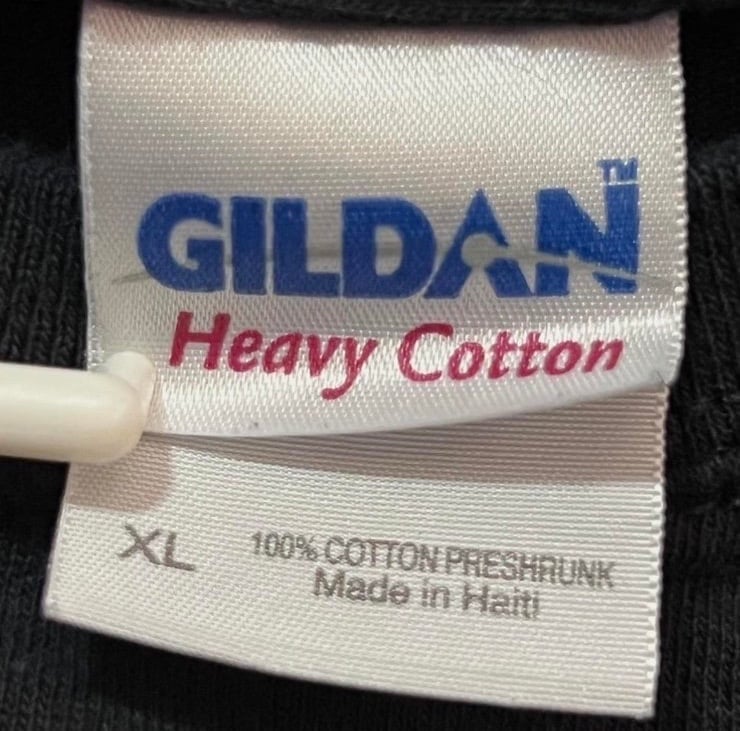 GILDAN™
Heavy Cotton
XL
100% COTTON PRESHRUNK
Made in Haiti